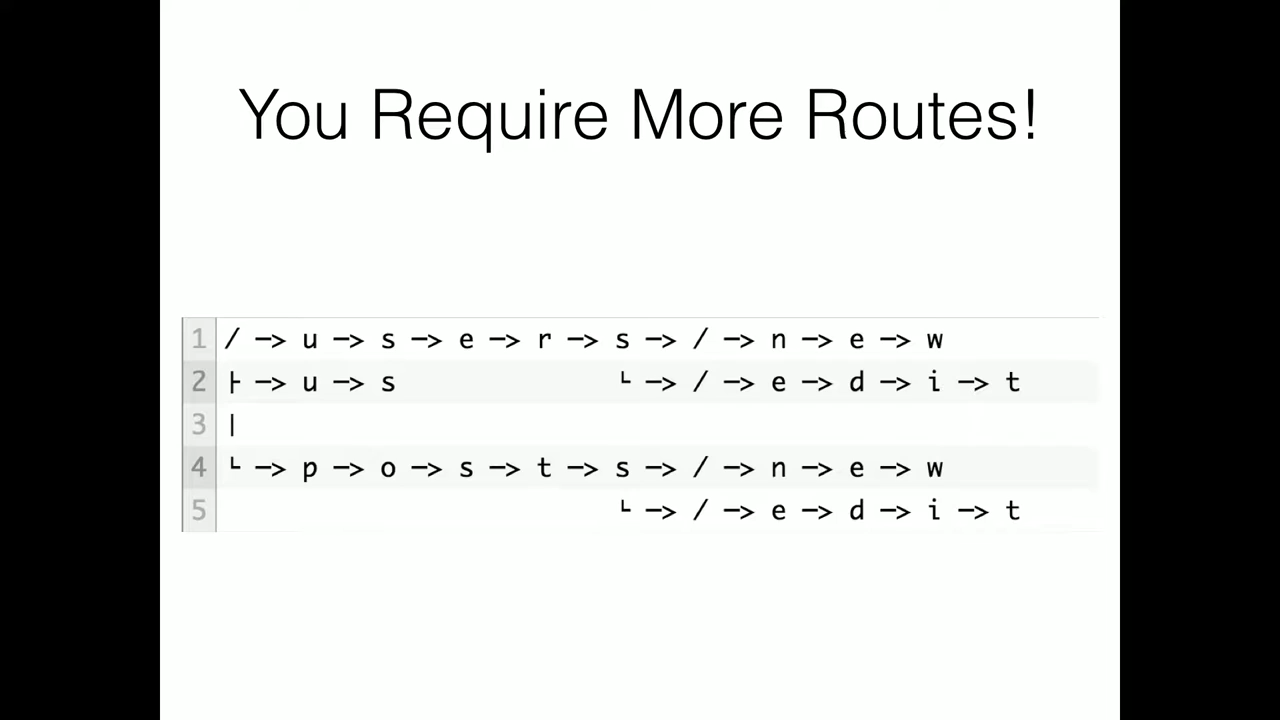 You Require More Routes!
1 / —> u —> s —> e —> r —> s —> / —> n —> e —> w
2 ├ —> u —> s └ —> / —> e —> d —> i —> t
3 |
4 └ —> p —> o —> s —> t —> s —> / —> n —> e —> w
5 └ —> / —> e —> d —> i —> t